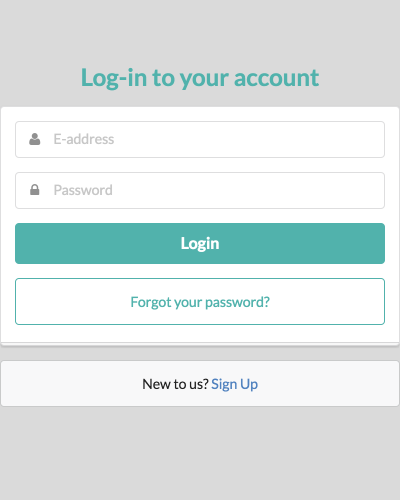 Log-in to your account
E-address
Password
Login
Forgot your password?
New to us? Sign Up